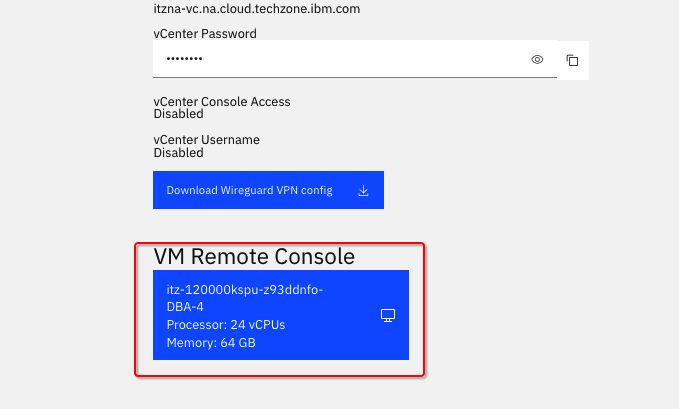 itzna-vc.na.cloud.techzone.ibm.com
vCenter Password
••••••••
vCenter Console Access
Disabled
vCenter Username
Disabled
Download Wireguard VPN config
VM Remote Console
itz-120000kspu-z93ddnfo-
DBA-4
Processor: 24 vCPUs
Memory: 64 GB